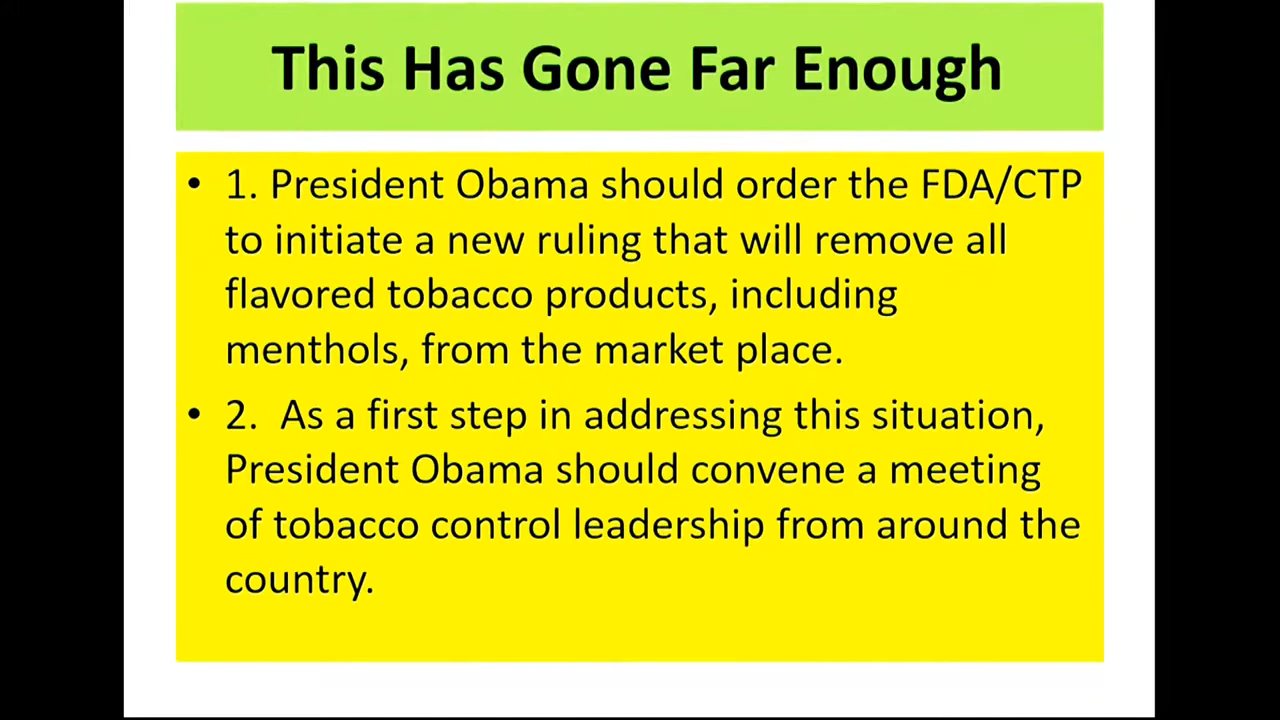 This Has Gone Far Enough
• 1. President Obama should order the FDA/CTP
to initiate a new ruling that will remove all
flavored tobacco products, including
menthols, from the market place.
• 2.  As a first step in addressing this situation,
President Obama should convene a meeting
of tobacco control leadership from around the
country.